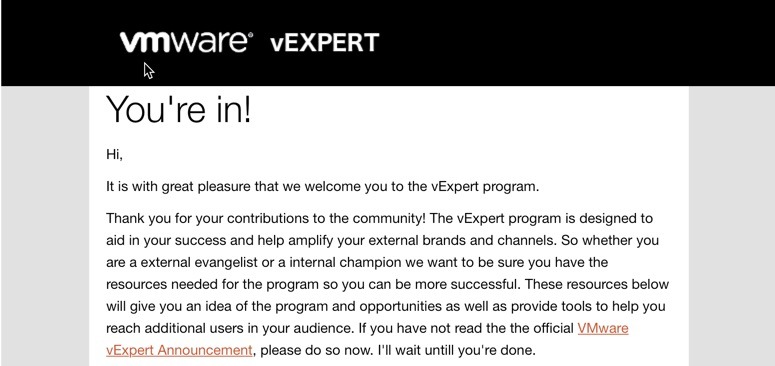 vmware® vEXPERT
You're in!
Hi,
It is with great pleasure that we welcome you to the vExpert program.
Thank you for your contributions to the community! The vExpert program is designed to
aid in your success and help amplify your external brands and channels. So whether you
are a external evangelist or a internal champion we want to be sure you have the
resources needed for the program so you can be more successful. These resources below
will give you an idea of the program and opportunities as well as provide tools to help you
reach additional users in your audience. If you have not read the the official VMware
vExpert Announcement, please do so now. I'll wait untill you're done.